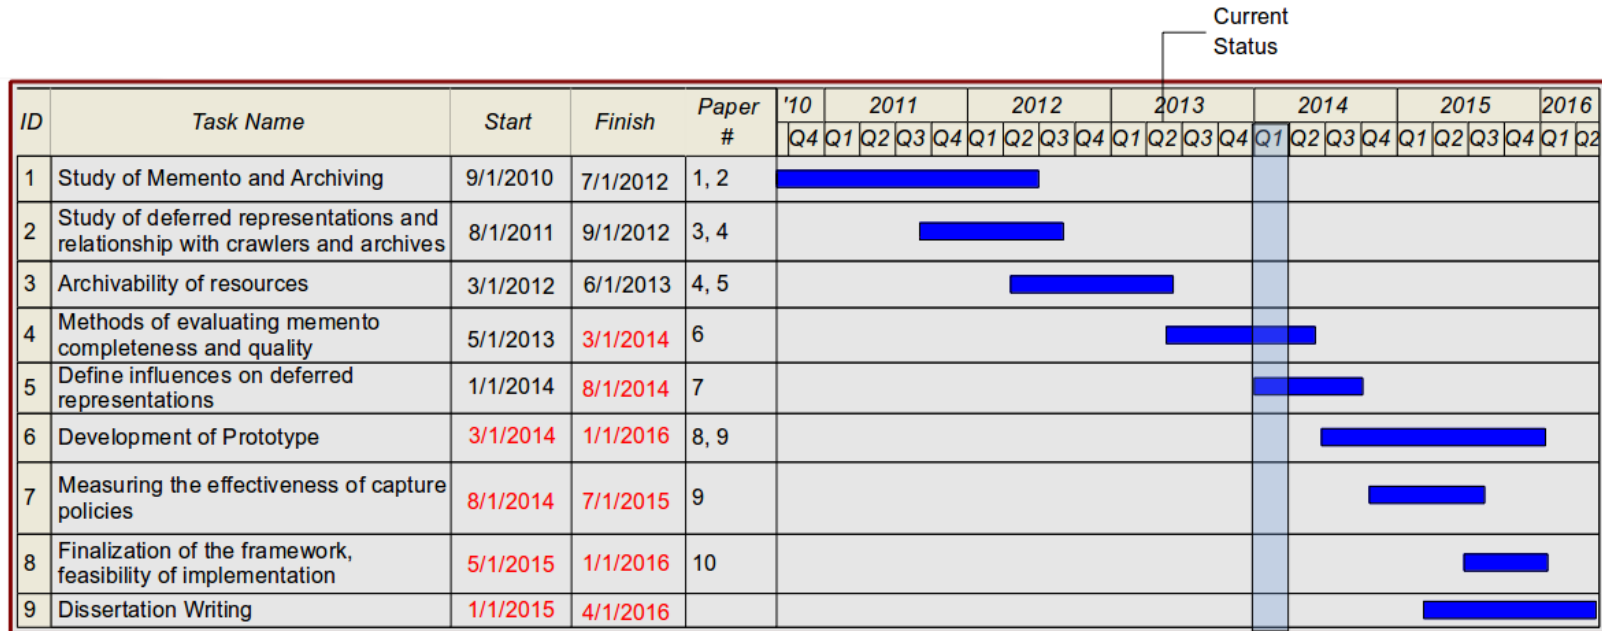 Current
Status
ID Task Name Start Finish Paper # '10 2011 2012 2013 2014 2015 2016
Q4 Q1 Q2 Q3 Q4 Q1 Q2 Q3 Q4 Q1 Q2 Q3 Q4 Q1 Q2 Q3 Q4 Q1 Q2 Q3 Q4 Q1 Q2
1 Study of Memento and Archiving 9/1/2010 7/1/2012 1, 2
2 Study of deferred representations and
relationship with crawlers and archives 8/1/2011 9/1/2012 3, 4
3 Archivability of resources 3/1/2012 6/1/2013 4, 5
4 Methods of evaluating memento
completeness and quality 5/1/2013 3/1/2014 6
5 Define influences on deferred
representations 1/1/2014 8/1/2014 7
6 Development of Prototype 3/1/2014 1/1/2016 8, 9
7 Measuring the effectiveness of capture
policies 8/1/2014 7/1/2015 9
8 Finalization of the framework,
feasibility of implementation 5/1/2015 1/1/2016 10
9 Dissertation Writing 1/1/2015 4/1/2016